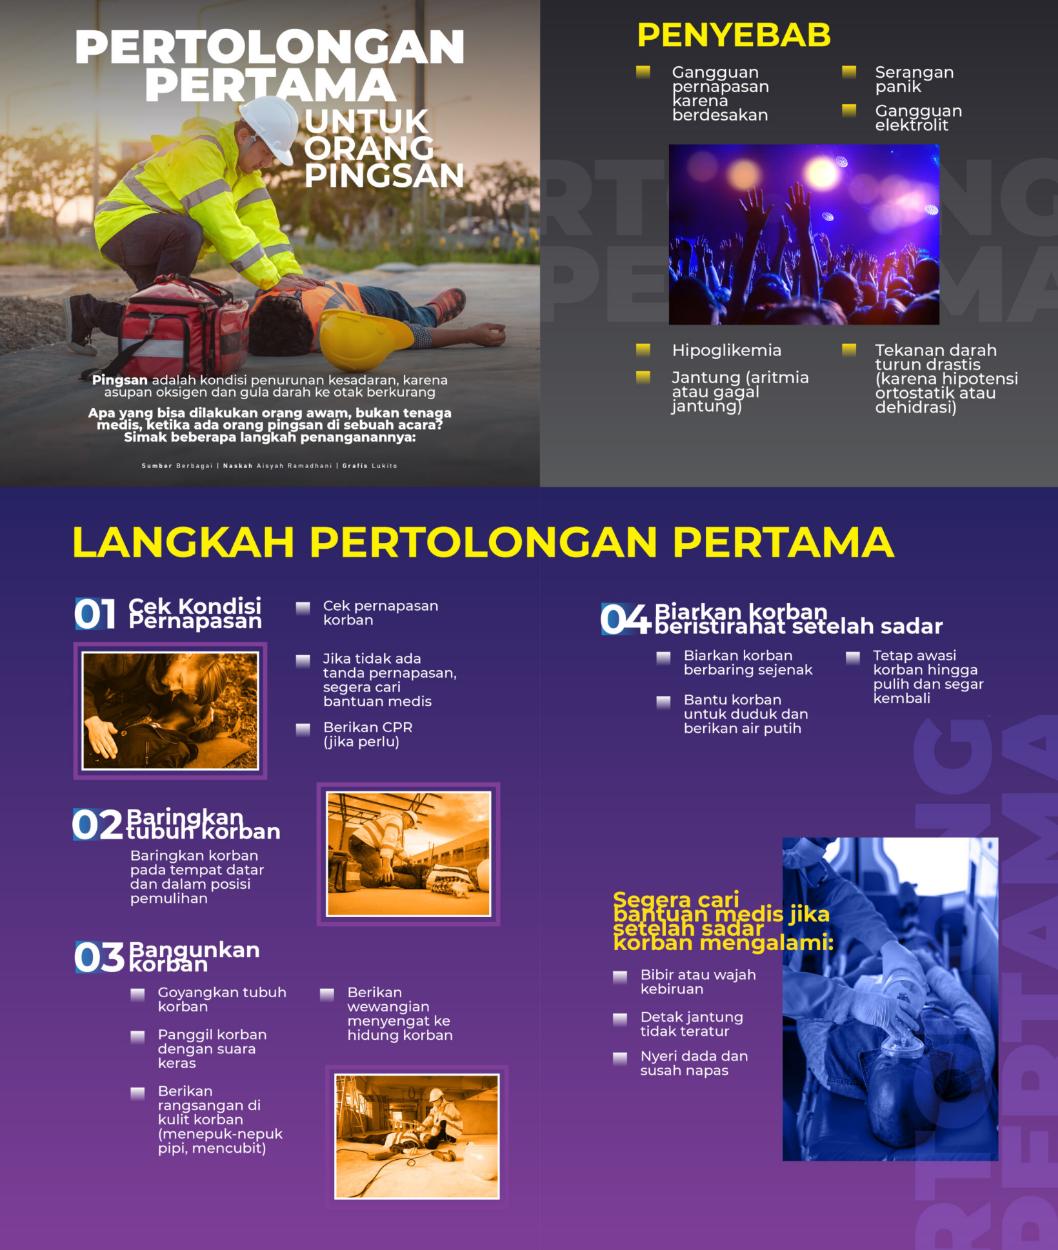 PERTOLONGAN
PERTAMA
UNTUK
ORANG
PINGSAN
Pingsan adalah kondisi penurunan kesadaran, karena
asupan oksigen dan gula darah ke otak berkurang
Apa yang bisa dilakukan orang awam, bukan tenaga
medis, ketika ada orang pingsan di sebuah acara?
Simak beberapa langkah penanganannya:
Sumber Berbagai | Naskah Aisyah Ramadhani | Grafis Lukito
PENYEBAB
Gangguan
pernapasan
karena
berdesakan
Serangan
panik
Gangguan
elektrolit
Hipoglikemia
Jantung (aritmia
atau gagal
jantung)
Tekanan darah
turun drastis
(karena hipotensi
ortostatik atau
dehidrasi)
LANGKAH PERTOLONGAN PERTAMA
01 Cek Kondisi
Pernapasan
Cek pernapasan
korban
Jika tidak ada
tanda pernapasan,
segera cari
bantuan medis
Berikan CPR
(jika perlu)
02 Baringkan
tubuh korban
Baringkan korban
pada tempat datar
dan dalam posisi
pemulihan
03 Bangunkan
korban
Goyangkan tubuh
korban
Panggil korban
dengan suara
keras
Berikan
rangsangan di
kulit korban
(menepuk-nepuk
pipi, mencubit)
Berikan
wewangian
menyengat ke
hidung korban
04 Biarkan korban
beristirahat setelah sadar
Biarkan korban
berbaring sejenak
Bantu korban
untuk duduk dan
berikan air putih
Tetap awasi
korban hingga
pulih dan segar
kembali
Segera cari
bantuan medis jika
setelah sadar
korban mengalami:
Bibir atau wajah
kebiruan
Detak jantung
tidak teratur
Nyeri dada dan
susah napas